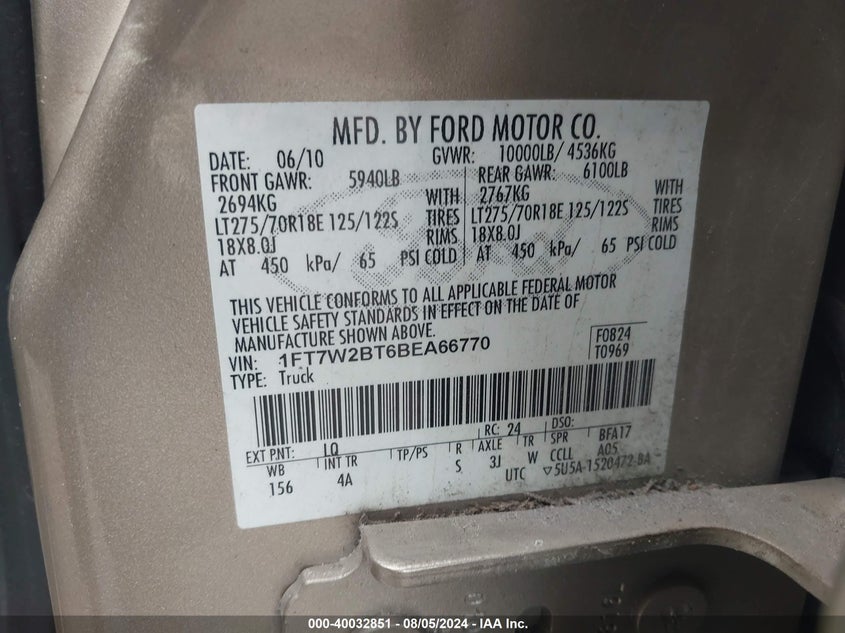 MFD. BY FORD MOTOR CO.
DATE: 06/10 GVWR: 10000LB/ 4536KG
FRONT GAWR: 5940LB REAR GAWR: 6100LB
2694KG WITH 2767KG WITH
LT275/70R18E 125/122S TIRES LT275/70R18E 125/122S TIRES
18X8.0J RIMS 18X8.0J RIMS
AT 450 kPa/ 65 PSI COLD AT 450 kPa/ 65 PSI COLD
THIS VEHICLE CONFORMS TO ALL APPLICABLE FEDERAL MOTOR
VEHICLE SAFETY STANDARDS IN EFFECT ON THE DATE OF
MANUFACTURE SHOWN ABOVE.
VIN: 1FT7W2BT6BEA66770 F0824
TYPE: Truck T0969
EXT PNT: LQ RC: 24 DSO:
WB INT TR TP/PS R AXLE TR SPR BFA17
156 4A S 3J W CCLL A05
UTC ▽5U5A-1520472-BA
000-40032851 - 08/05/2024 - IAA Inc.